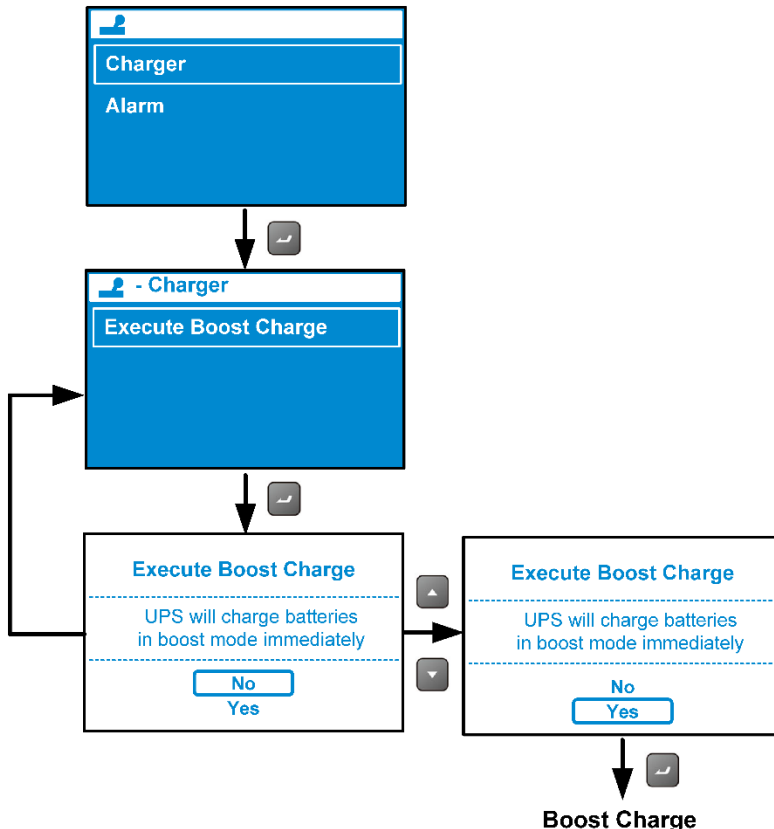 Charger
Alarm
- Charger
Execute Boost Charge
Execute Boost Charge
UPS will charge batteries
in boost mode immediately
No
Yes
Execute Boost Charge
UPS will charge batteries
in boost mode immediately
No
Yes
Boost Charge